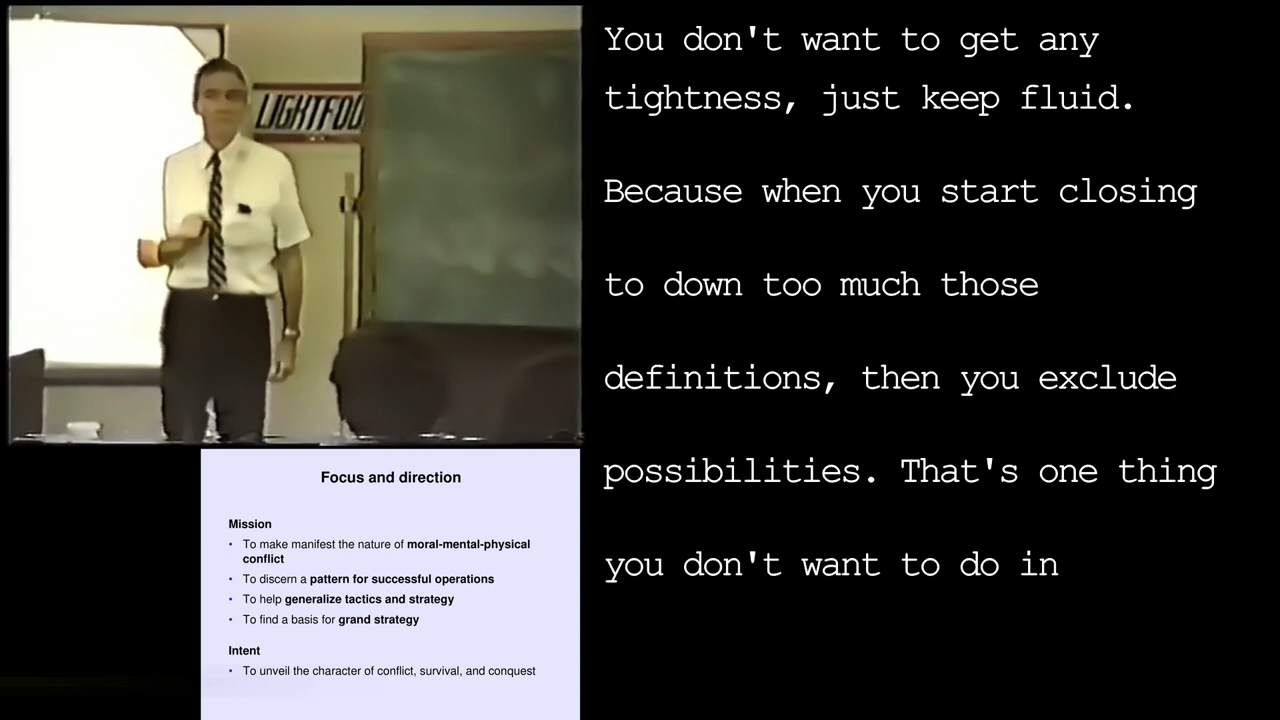 LIGHTFOO
You don't want to get any
tightness, just keep fluid.
Because when you start closing
to down too much those
definitions, then you exclude
possibilities. That's one thing
you don't want to do in
Focus and direction
Mission
• To make manifest the nature of moral-mental-physical
conflict
• To discern a pattern for successful operations
• To help generalize tactics and strategy
• To find a basis for grand strategy
Intent
• To unveil the character of conflict, survival, and conquest